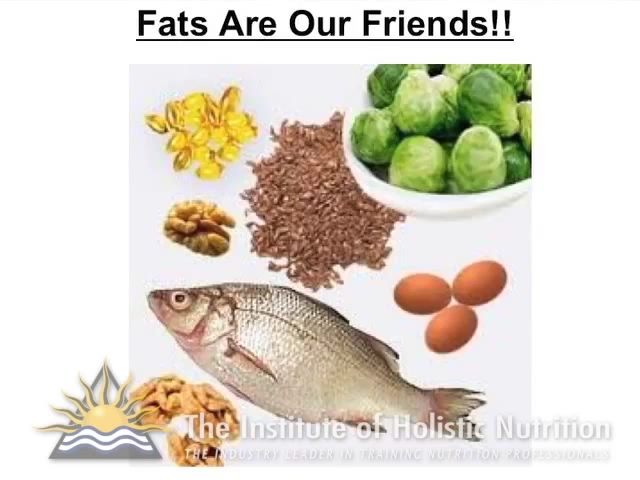 Fats Are Our Friends!!
The Institute of Holistic Nutrition
THE INDUSTRY LEADER IN TRAINING NUTRITION PROFESSIONALS